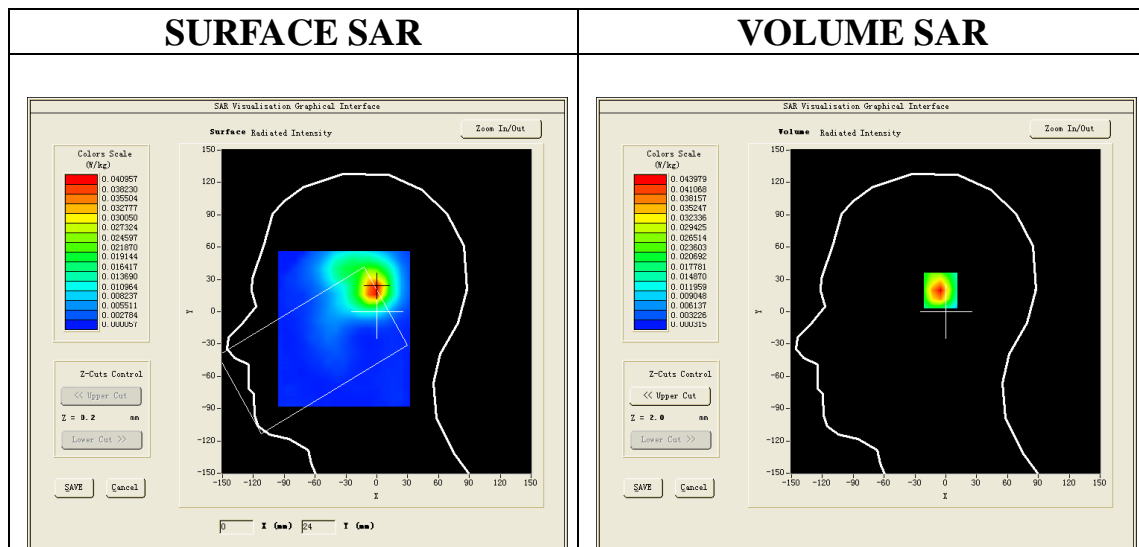 SURFACE SAR
VOLUME SAR
SAR Visualisation Graphical Interface
Surface Radiated Intensity
Zoom In/Out
Colors Scale
(W/kg)
0.040957
0.038230
0.035504
0.032777
0.030050
0.027324
0.024597
0.021870
0.019144
0.016417
0.013690
0.010964
0.008237
0.005511
0.002784
0.000057
150
120
90
60
30
0
-30
-60
-90
-120
-150
Y
-150 -120 -90 -60 -30 0 30 60 90 120 150
X
Z-Cuts Control
<< Upper Cut
Z = 0.2 mm
Lower Cut >>
SAVE
Cancel
0 X (mm) 24 Y (mm)
SAR Visualisation Graphical Interface
Volume Radiated Intensity
Zoom In/Out
Colors Scale
(W/kg)
0.043979
0.041068
0.038157
0.035247
0.032336
0.029425
0.026514
0.023603
0.020692
0.017781
0.014870
0.011959
0.009048
0.006137
0.003226
0.000315
150
120
90
60
30
0
-30
-60
-90
-120
-150
Y
-150 -120 -90 -60 -30 0 30 60 90 120 150
X
Z-Cuts Control
<< Upper Cut
Z = 2.0 mm
Lower Cut >>
SAVE
Cancel